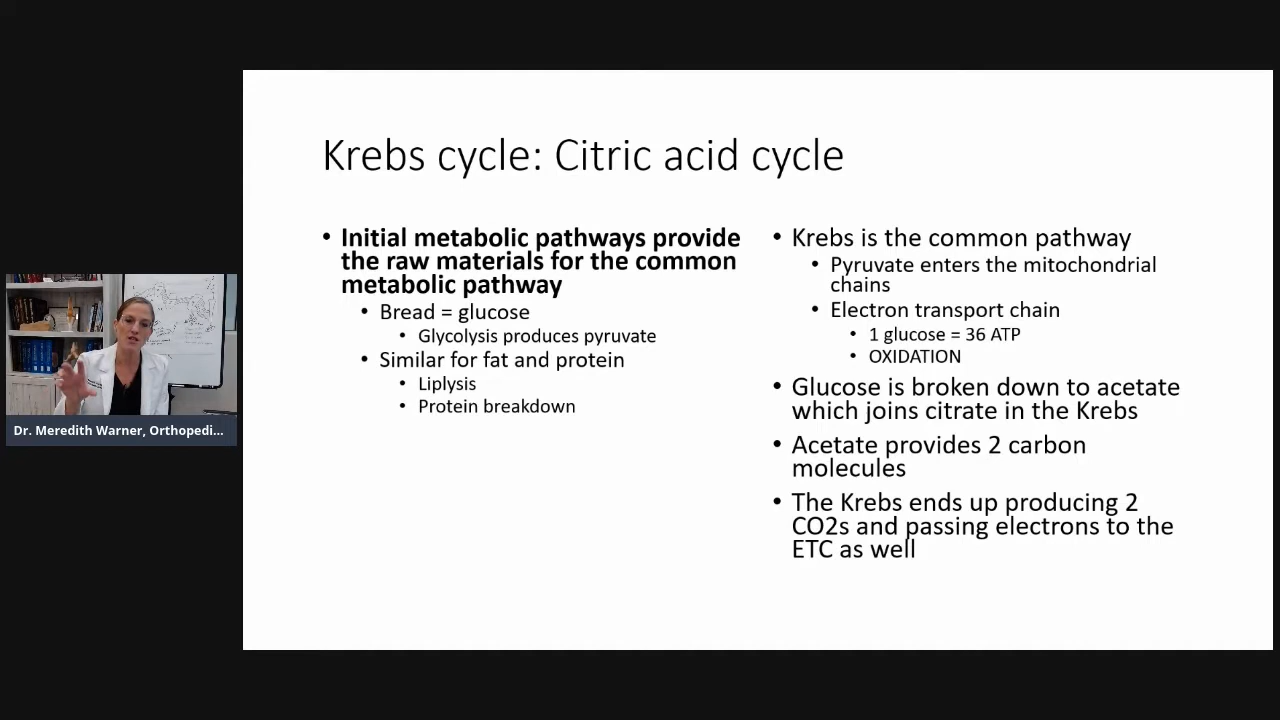 Krebs cycle: Citric acid cycle
• Initial metabolic pathways provide
the raw materials for the common
metabolic pathway
• Bread = glucose
• Glycolysis produces pyruvate
• Similar for fat and protein
• Liplysis
• Protein breakdown
• Krebs is the common pathway
• Pyruvate enters the mitochondrial
chains
• Electron transport chain
• 1 glucose = 36 ATP
• OXIDATION
• Glucose is broken down to acetate
which joins citrate in the Krebs
• Acetate provides 2 carbon
molecules
• The Krebs ends up producing 2
CO2s and passing electrons to the
ETC as well
Dr. Meredith Warner, Orthopedi...